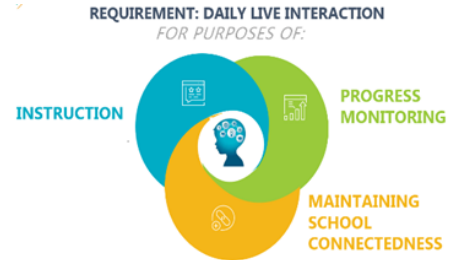 REQUIREMENT: DAILY LIVE INTERACTION
FOR PURPOSES OF:
INSTRUCTION
PROGRESS
MONITORING
MAINTAINING
SCHOOL
CONNECTEDNESS